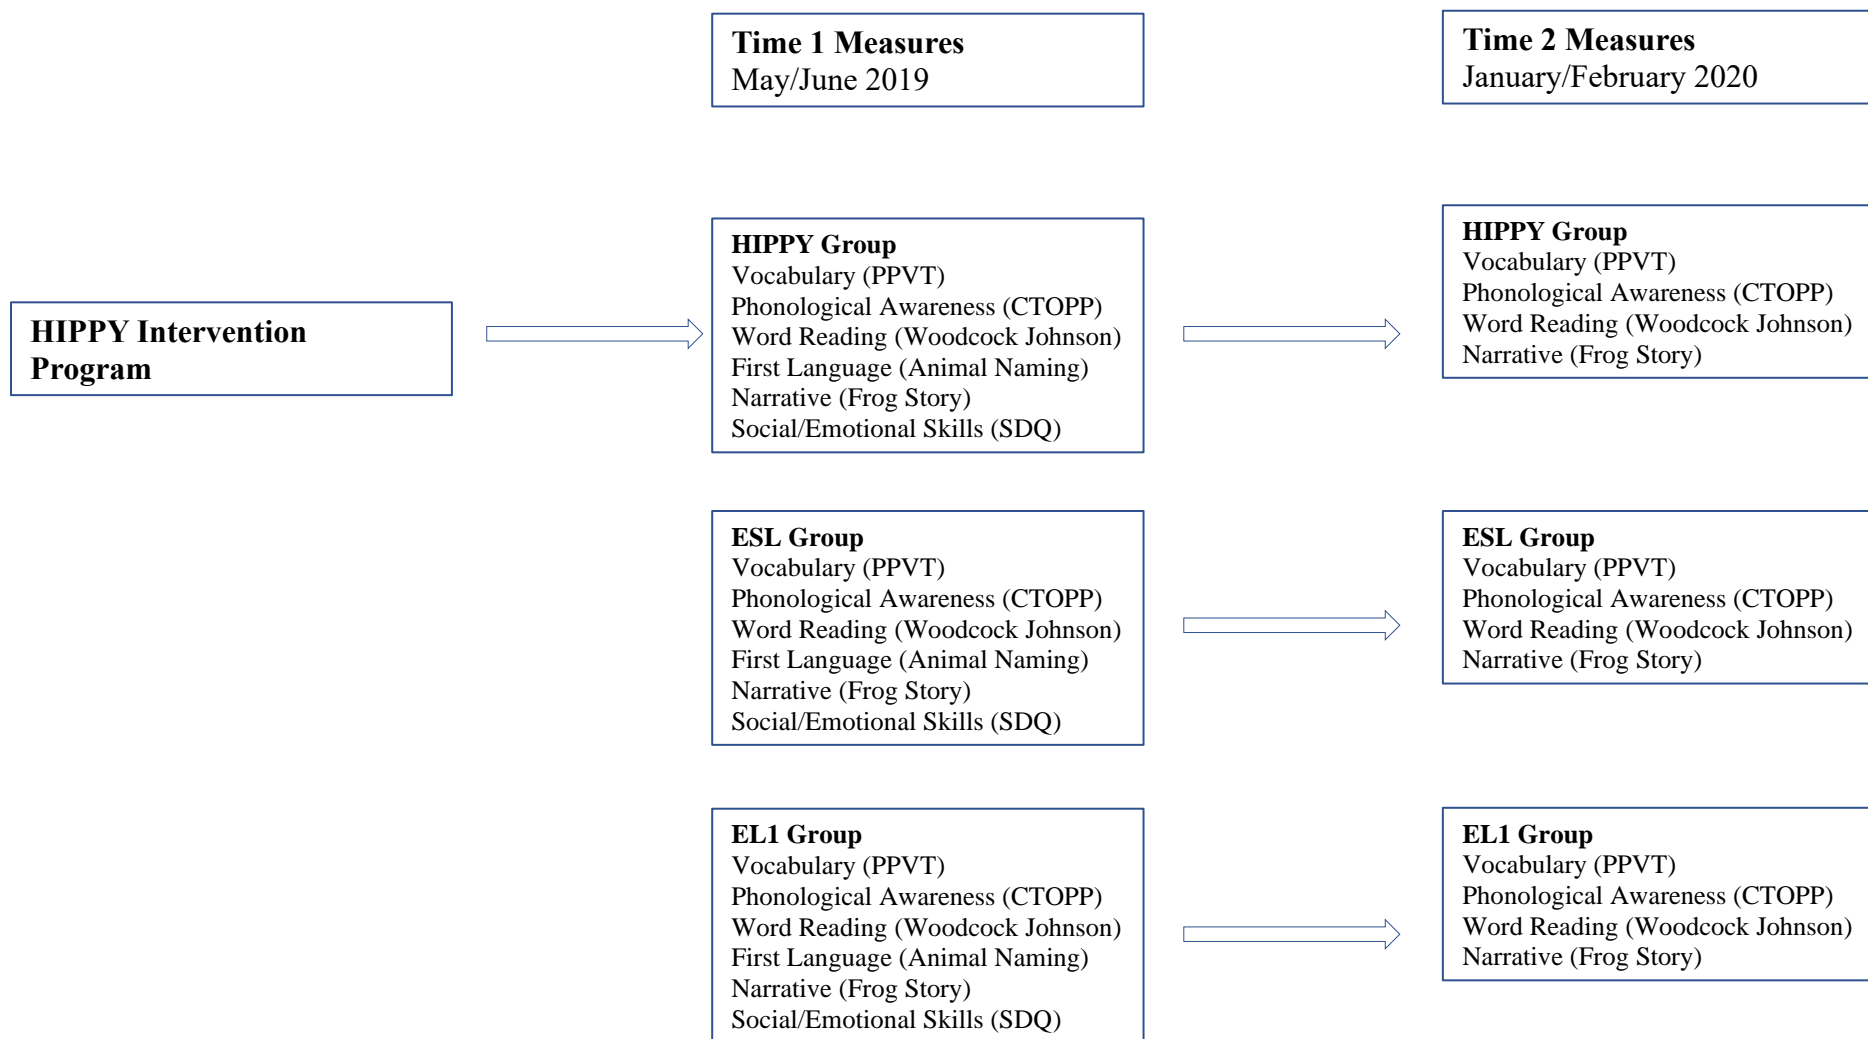 Time 1 Measures
May/June 2019
Time 2 Measures
January/February 2020
HIPPY Intervention
Program
HIPPY Group
Vocabulary (PPVT)
Phonological Awareness (CTOPP)
Word Reading (Woodcock Johnson)
First Language (Animal Naming)
Narrative (Frog Story)
Social/Emotional Skills (SDQ)
HIPPY Group
Vocabulary (PPVT)
Phonological Awareness (CTOPP)
Word Reading (Woodcock Johnson)
Narrative (Frog Story)
ESL Group
Vocabulary (PPVT)
Phonological Awareness (CTOPP)
Word Reading (Woodcock Johnson)
First Language (Animal Naming)
Narrative (Frog Story)
Social/Emotional Skills (SDQ)
ESL Group
Vocabulary (PPVT)
Phonological Awareness (CTOPP)
Word Reading (Woodcock Johnson)
Narrative (Frog Story)
EL1 Group
Vocabulary (PPVT)
Phonological Awareness (CTOPP)
Word Reading (Woodcock Johnson)
First Language (Animal Naming)
Narrative (Frog Story)
Social/Emotional Skills (SDQ)
EL1 Group
Vocabulary (PPVT)
Phonological Awareness (CTOPP)
Word Reading (Woodcock Johnson)
Narrative (Frog Story)